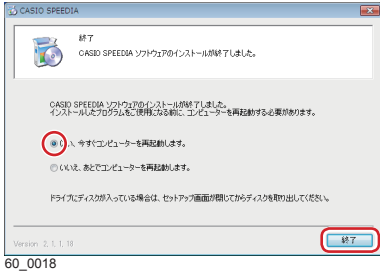 CASIO SPEEDIA
終了
CASIO SPEEDIA ソフトウェアのインストールが終了しました。
CASIO SPEEDIA ソフトウェアのインストールが終了しました。
インストールしたプログラムをご使用になる前に、コンピューターを再起動する必要があります。
はい、今すぐコンピューターを再起動します。
いいえ、あとでコンピューターを再起動します。
ドライブにディスクが入っている場合は、セットアップ画面が閉じてからディスクを取り出してください。
Version 2, 1, 1, 18
終了
60_0018